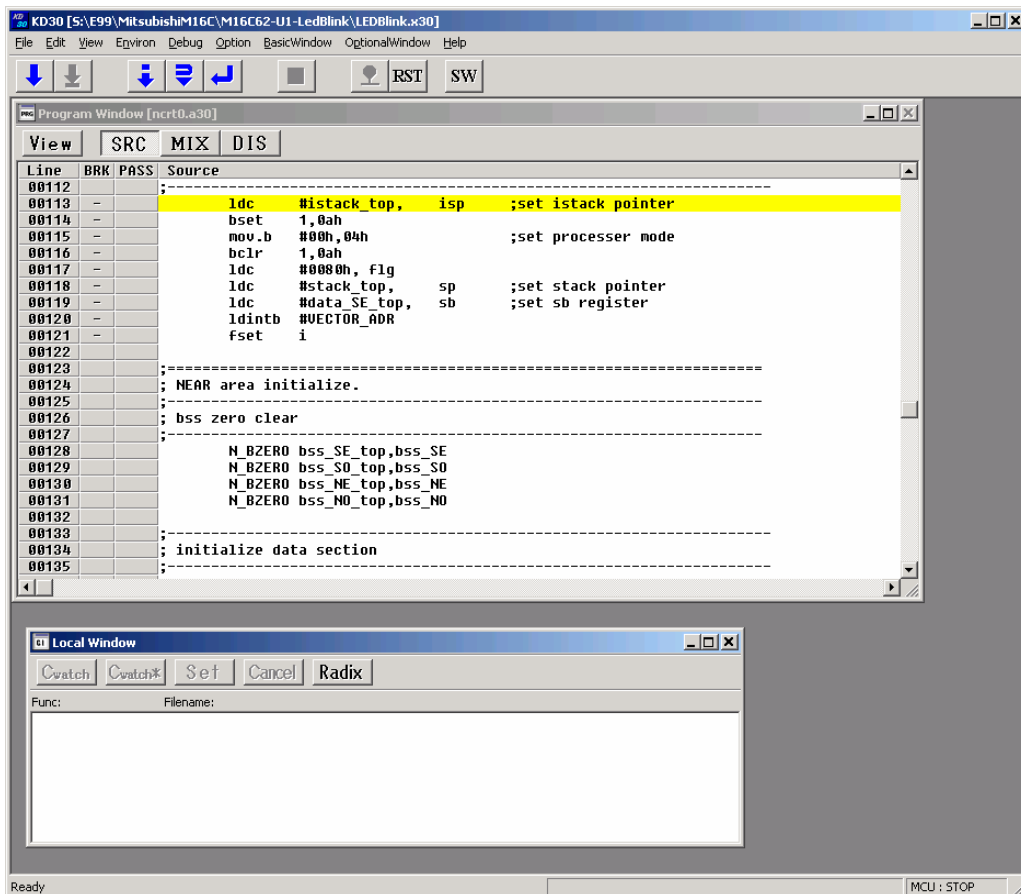 KD30 [S:\E99\MitsubishiM16C\M16C62-U1-LedBlink\LEDBlink.x30]
File Edit View Environ Debug Option BasicWindow OptionalWindow Help
RST SW
PRG Program Window [ncrt0.a30]
View SRC MIX DIS
Line BRK PASS Source
00112 ;---------------------------------------------------------------------
00113 - ldc #istack_top, isp ;set istack pointer
00114 - bset 1,0ah
00115 - mov.b #00h,04h ;set processer mode
00116 - bclr 1,0ah
00117 - ldc #0080h, flg
00118 - ldc #stack_top, sp ;set stack pointer
00119 - ldc #data_SE_top, sb ;set sb register
00120 - ldintb #VECTOR_ADR
00121 - fset i
00122
00123 ;====================================================================
00124 ; NEAR area initialize.
00125 ;--------------------------------------------------------------------
00126 ; bss zero clear
00127 ;--------------------------------------------------------------------
00128 N_BZERO bss_SE_top,bss_SE
00129 N_BZERO bss_SO_top,bss_SO
00130 N_BZERO bss_NE_top,bss_NE
00131 N_BZERO bss_NO_top,bss_NO
00132
00133 ;---------------------------------------------------------------------
00134 ; initialize data section
00135 ;---------------------------------------------------------------------
Local Window
Cwatch Cwatch* Set Cancel Radix
Func: Filename:
Ready MCU : STOP